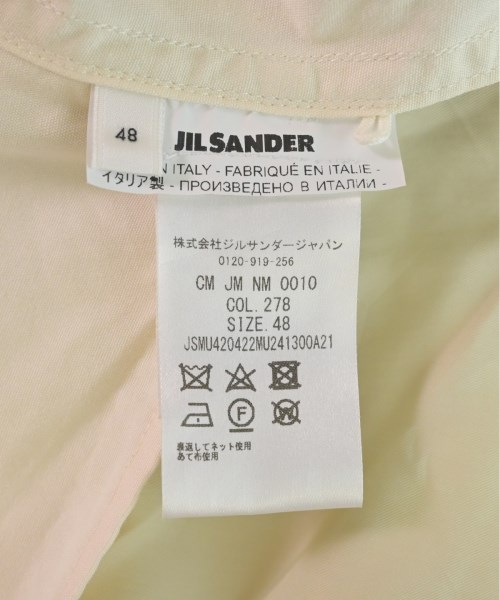 48
JIL SANDER
N ITALY - FABRIQUÉ EN ITALIE -
イタリア製 - ПРОИЗВЕДЕНО В ИТАЛИИ -
株式会社ジルサンダージャパン
0120-919-256
CM JM NM 0010
COL. 278
SIZE. 48
JSMU420422MU241300A21
F
W
裏返してネット使用
あて布使用